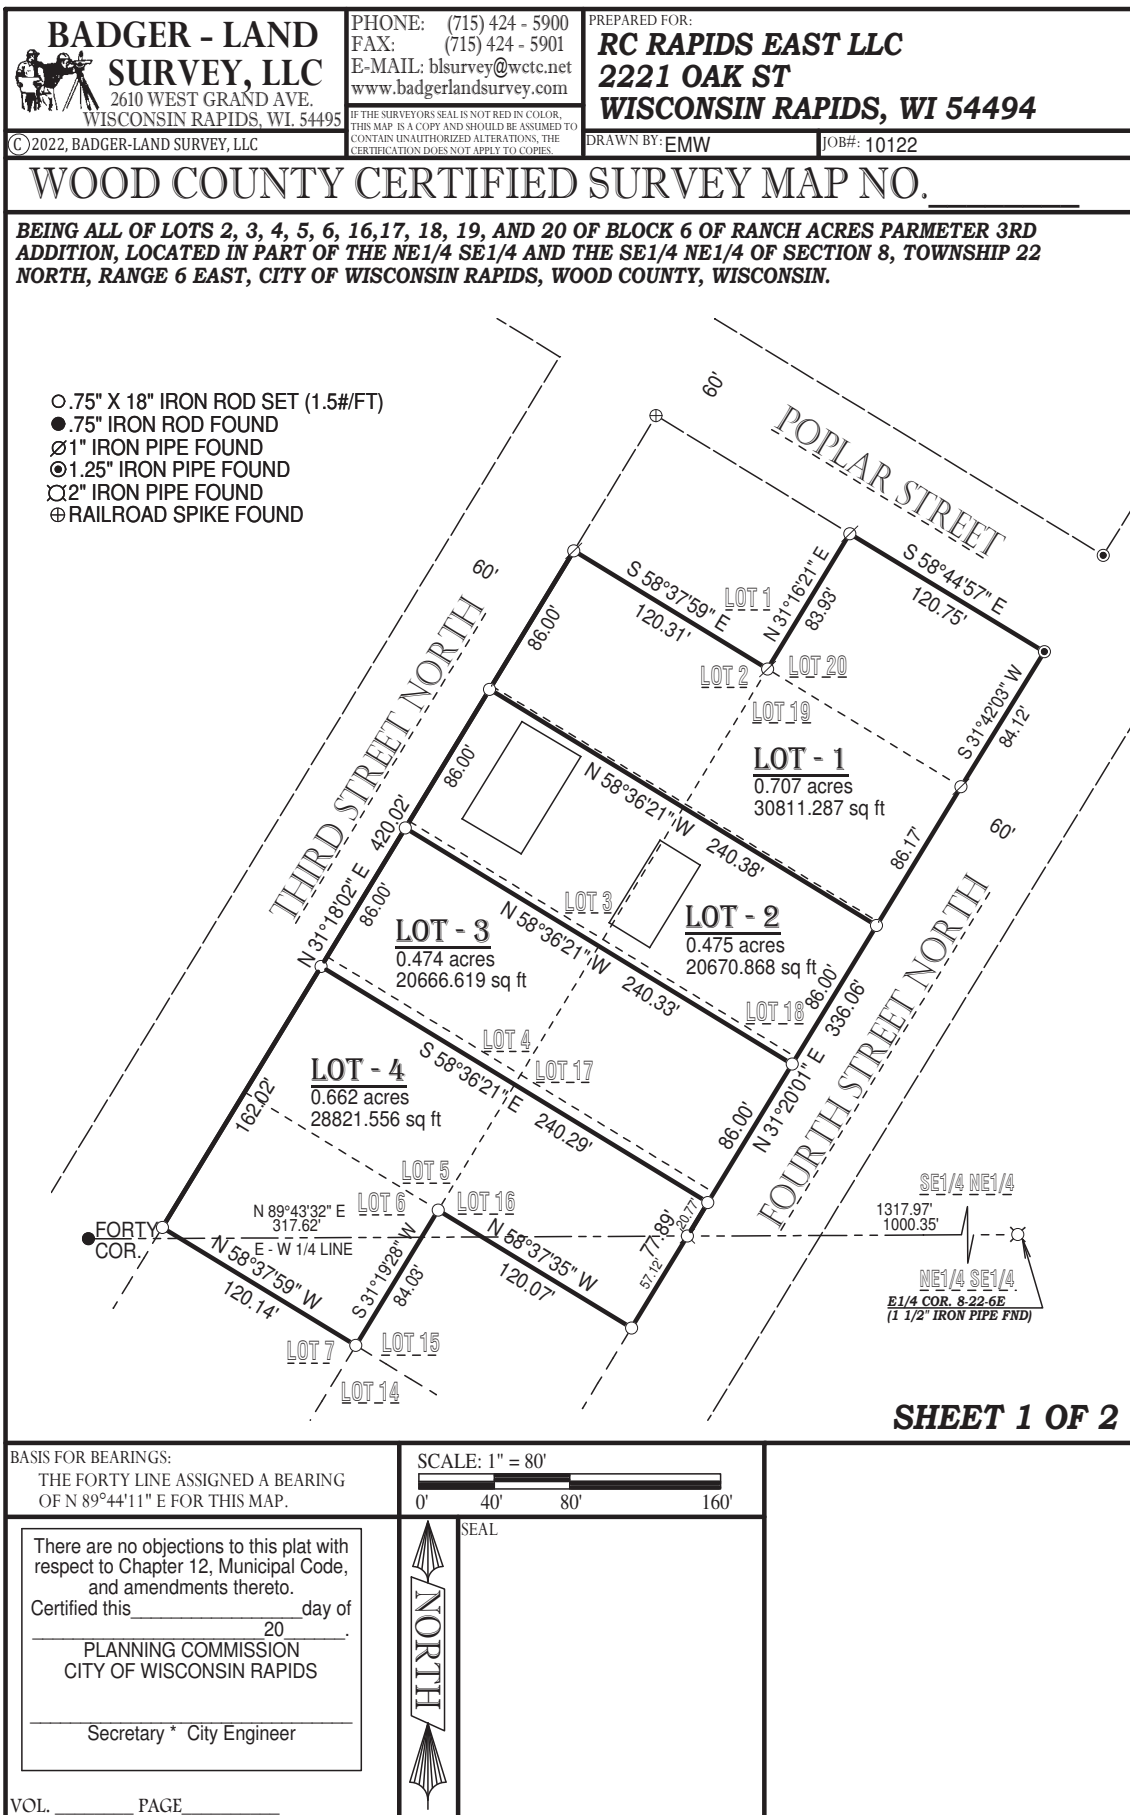 BADGER - LAND
SURVEY, LLC
2610 WEST GRAND AVE.
WISCONSIN RAPIDS, WI. 54495
PHONE: (715) 424 - 5900
FAX: (715) 424 - 5901
E-MAIL: blsurvey@wctc.net
www.badgerlandsurvey.com
IF THE SURVEYORS SEAL IS NOT RED IN COLOR,
THIS MAP IS A COPY AND SHOULD BE ASSUMED TO
CONTAIN UNAUTHORIZED ALTERATIONS, THE
CERTIFICATION DOES NOT APPLY TO COPIES.
PREPARED FOR:
RC RAPIDS EAST LLC
2221 OAK ST
WISCONSIN RAPIDS, WI 54494
© 2022, BADGER-LAND SURVEY, LLC
DRAWN BY: EMW
JOB#: 10122
WOOD COUNTY CERTIFIED SURVEY MAP NO.__________
BEING ALL OF LOTS 2, 3, 4, 5, 6, 16,17, 18, 19, AND 20 OF BLOCK 6 OF RANCH ACRES PARMETER 3RD
ADDITION, LOCATED IN PART OF THE NE1/4 SE1/4 AND THE SE1/4 NE1/4 OF SECTION 8, TOWNSHIP 22
NORTH, RANGE 6 EAST, CITY OF WISCONSIN RAPIDS, WOOD COUNTY, WISCONSIN.
.75" X 18" IRON ROD SET (1.5#/FT)
.75" IRON ROD FOUND
1" IRON PIPE FOUND
1.25" IRON PIPE FOUND
2" IRON PIPE FOUND
RAILROAD SPIKE FOUND
60'
POPLAR STREET
S 58°44'57" E
120.75'
60'
THIRD STREET NORTH
S 58°37'59" E
120.31'
LOT 1
N 31°16'21" E
83.93'
LOT 2
LOT 20
LOT 19
S 31°42'03" W
84.12'
86.00'
LOT - 1
0.707 acres
30811.287 sq ft
86.17'
60'
86.00'
N 58°36'21" W
240.38'
420.02'
N 31°18'02" E
86.00'
LOT 3
LOT - 2
0.475 acres
20670.868 sq ft
LOT - 3
0.474 acres
20666.619 sq ft
N 58°36'21" W
240.33'
LOT 18
86.00'
336.06'
N 31°20'01" E
FOURTH STREET NORTH
LOT 4
LOT 17
S 58°36'21" E
240.29'
86.00'
LOT - 4
0.662 acres
28821.556 sq ft
162.02'
LOT 5
LOT 6
LOT 16
N 89°43'32" E
317.62'
E - W 1/4 LINE
FORTY
COR.
N 58°37'59" W
120.14'
S 31°19'28" W
84.03'
N 58°37'35" W
120.07'
77.89'
20.77'
57.12'
LOT 7
LOT 15
LOT 14
SE1/4 NE1/4
1317.97'
1000.35'
NE1/4 SE1/4
E1/4 COR. 8-22-6E
(1 1/2" IRON PIPE FND)
SHEET 1 OF 2
BASIS FOR BEARINGS:
THE FORTY LINE ASSIGNED A BEARING
OF N 89°44'11" E FOR THIS MAP.
SCALE: 1" = 80'
0' 40' 80' 160'
There are no objections to this plat with
respect to Chapter 12, Municipal Code,
and amendments thereto.
Certified this__________________day of
________________________20______.
PLANNING COMMISSION
CITY OF WISCONSIN RAPIDS
Secretary * City Engineer
NORTH
SEAL
VOL. ________ PAGE__________